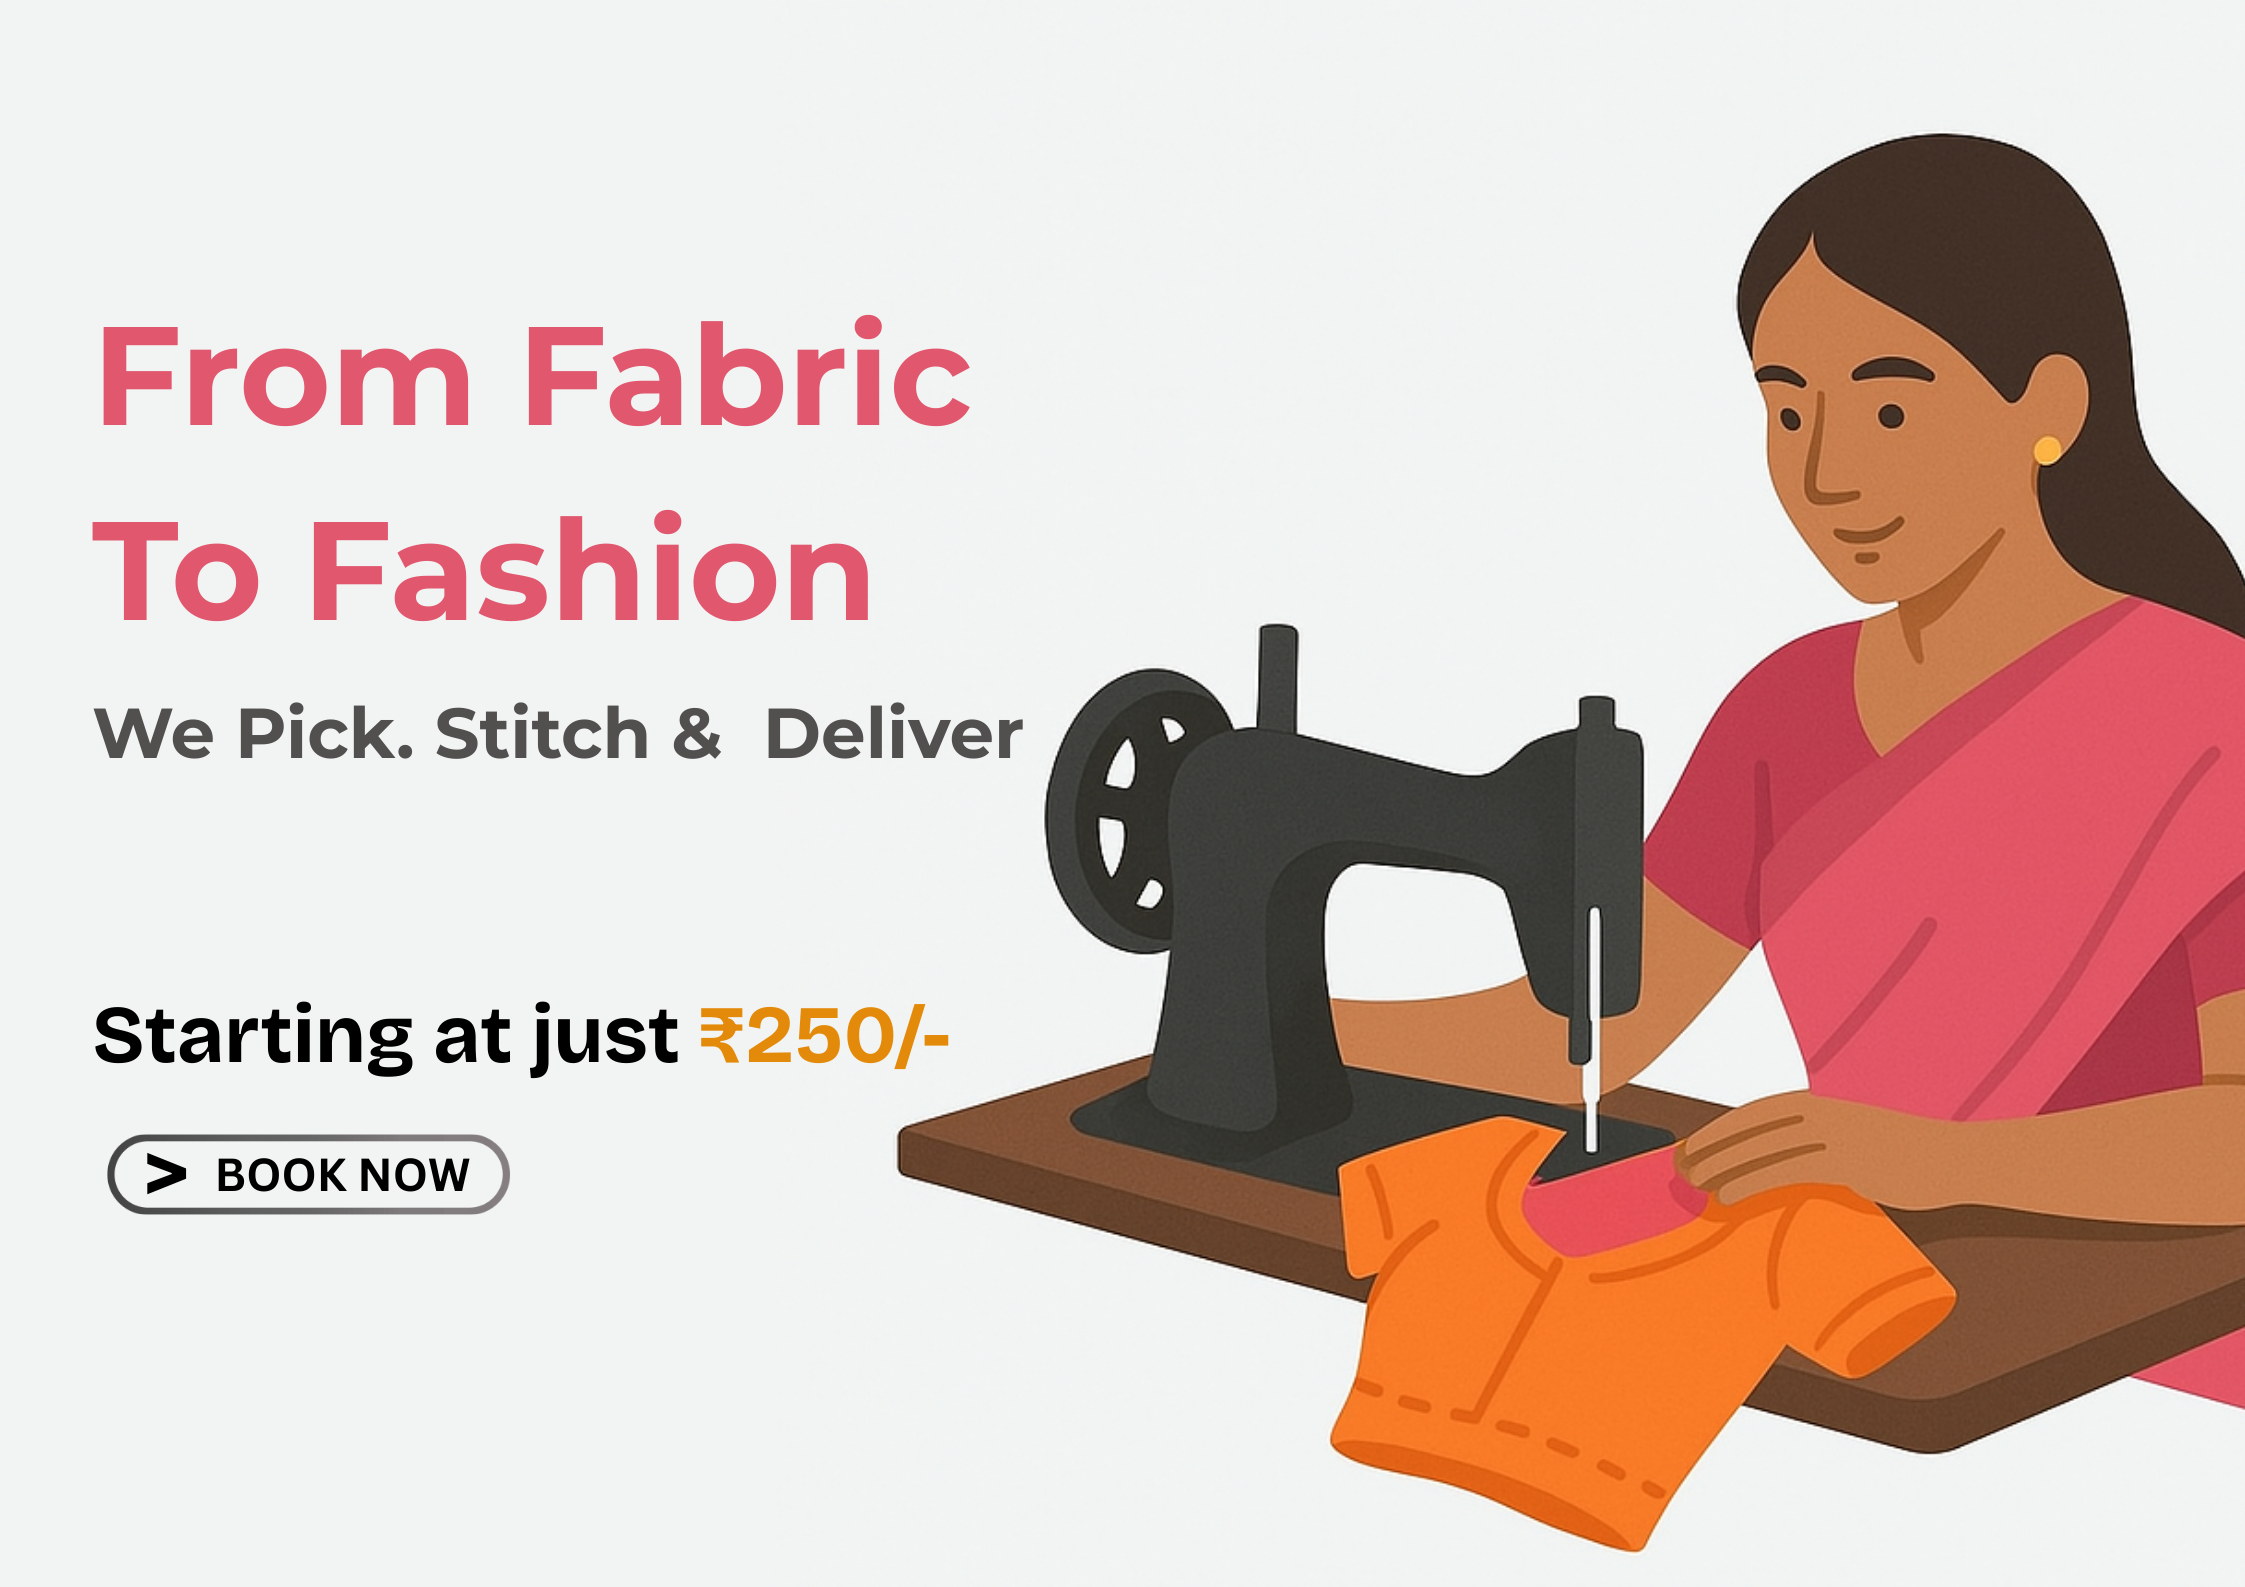 From Fabric
To Fashion
We Pick. Stitch &  Deliver
Starting at just ₹250/-
> BOOK NOW